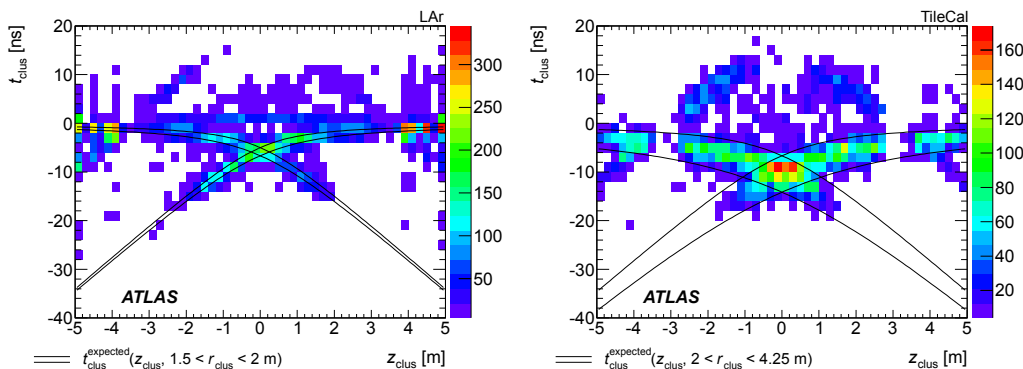 LAr
t_clus [ns]
20
10
0
-10
-20
-30
-40
-5 -4 -3 -2 -1 0 1 2 3 4 5
300
250
200
150
100
50
ATLAS
z_clus [m]
t_clus^expected(z_clus, 1.5 < r_clus < 2 m)
TileCal
t_clus [ns]
20
10
0
-10
-20
-30
-40
-5 -4 -3 -2 -1 0 1 2 3 4 5
160
140
120
100
80
60
40
20
ATLAS
z_clus [m]
t_clus^expected(z_clus, 2 < r_clus < 4.25 m)